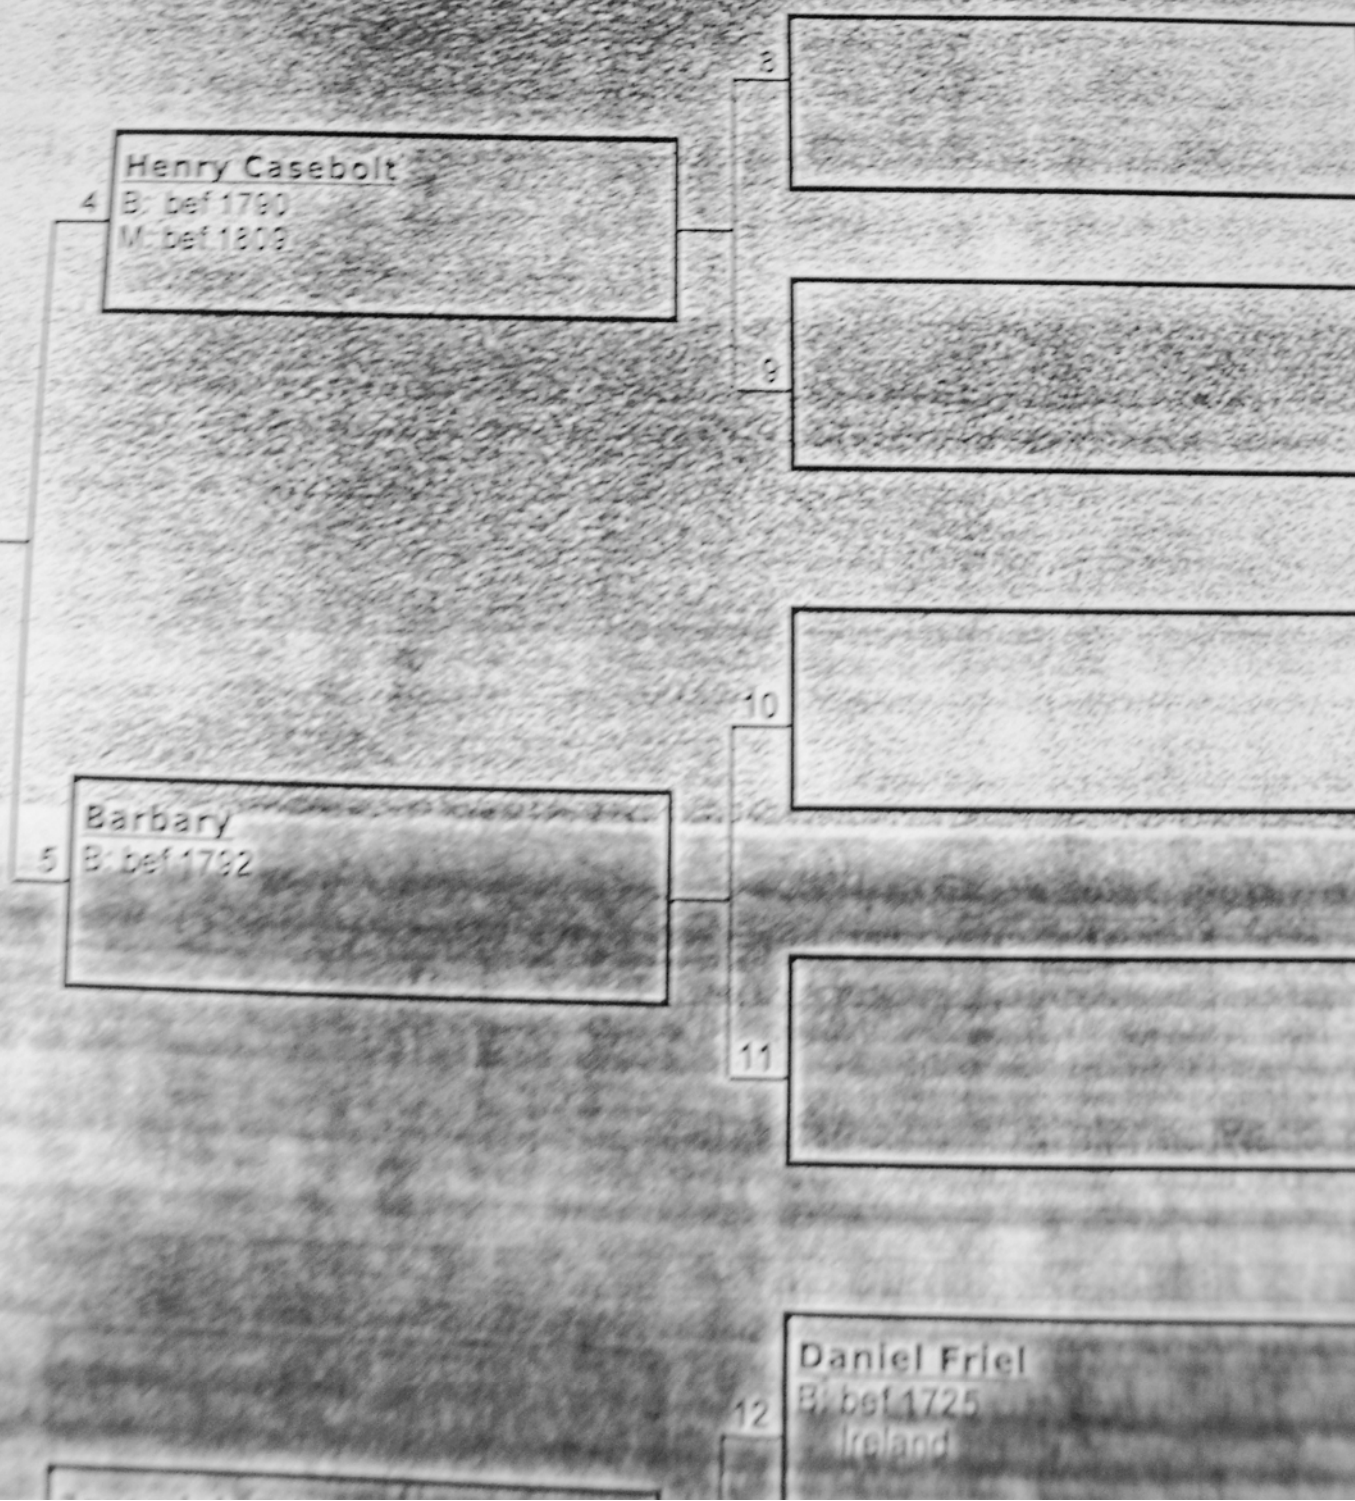 8
Henry Casebolt
4
B: bef 1790
M: bef 1809
9
10
Barbary
5
B: bef 1792
11
Daniel Friel
B: bef 1725
12
Ireland